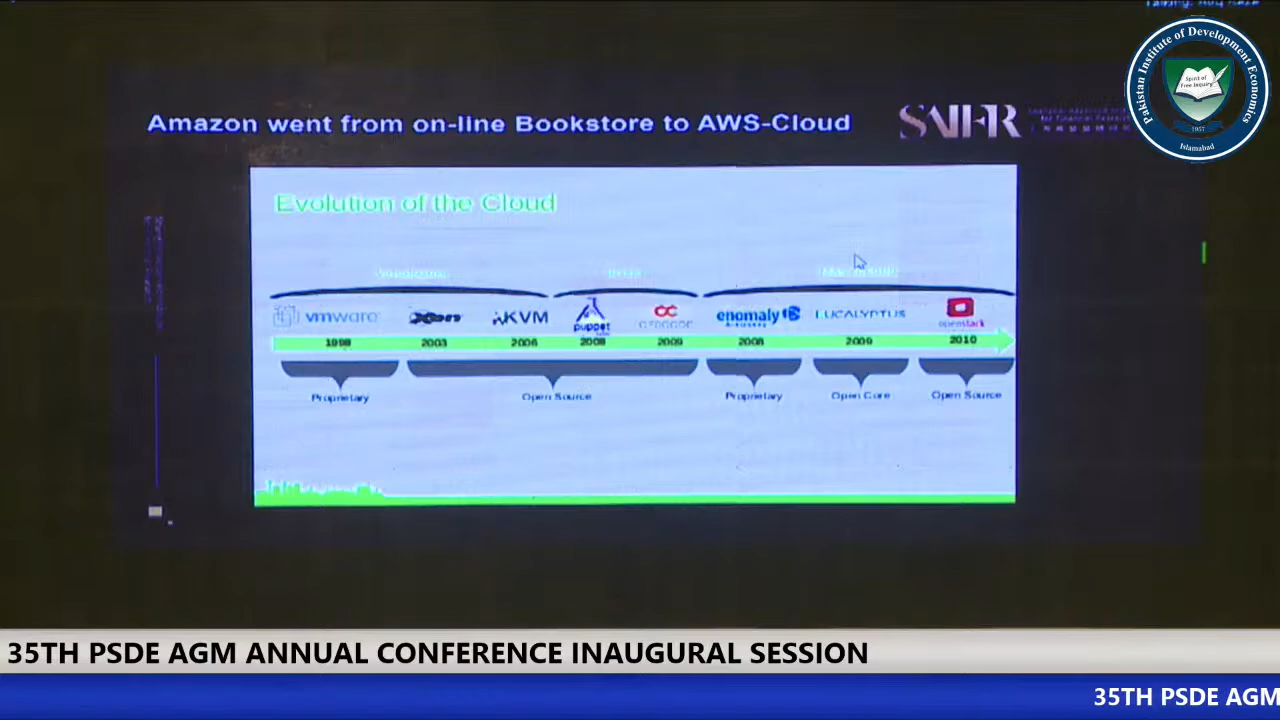 Pakistan Institute of Development Economics
Spirit of
Free Inquiry
1957
Islamabad
Amazon went from on-line Bookstore to AWS-Cloud
SAIFR
Evolution of the Cloud
vmware
Xen
KVM
puppet
enomaly
EUCALYPTUS
openstack
1998
2003
2006
2008
2009
2008
2009
2010
Proprietary
Open Source
Proprietary
Open Core
Open Source
35TH PSDE AGM ANNUAL CONFERENCE INAUGURAL SESSION
35TH PSDE AGM